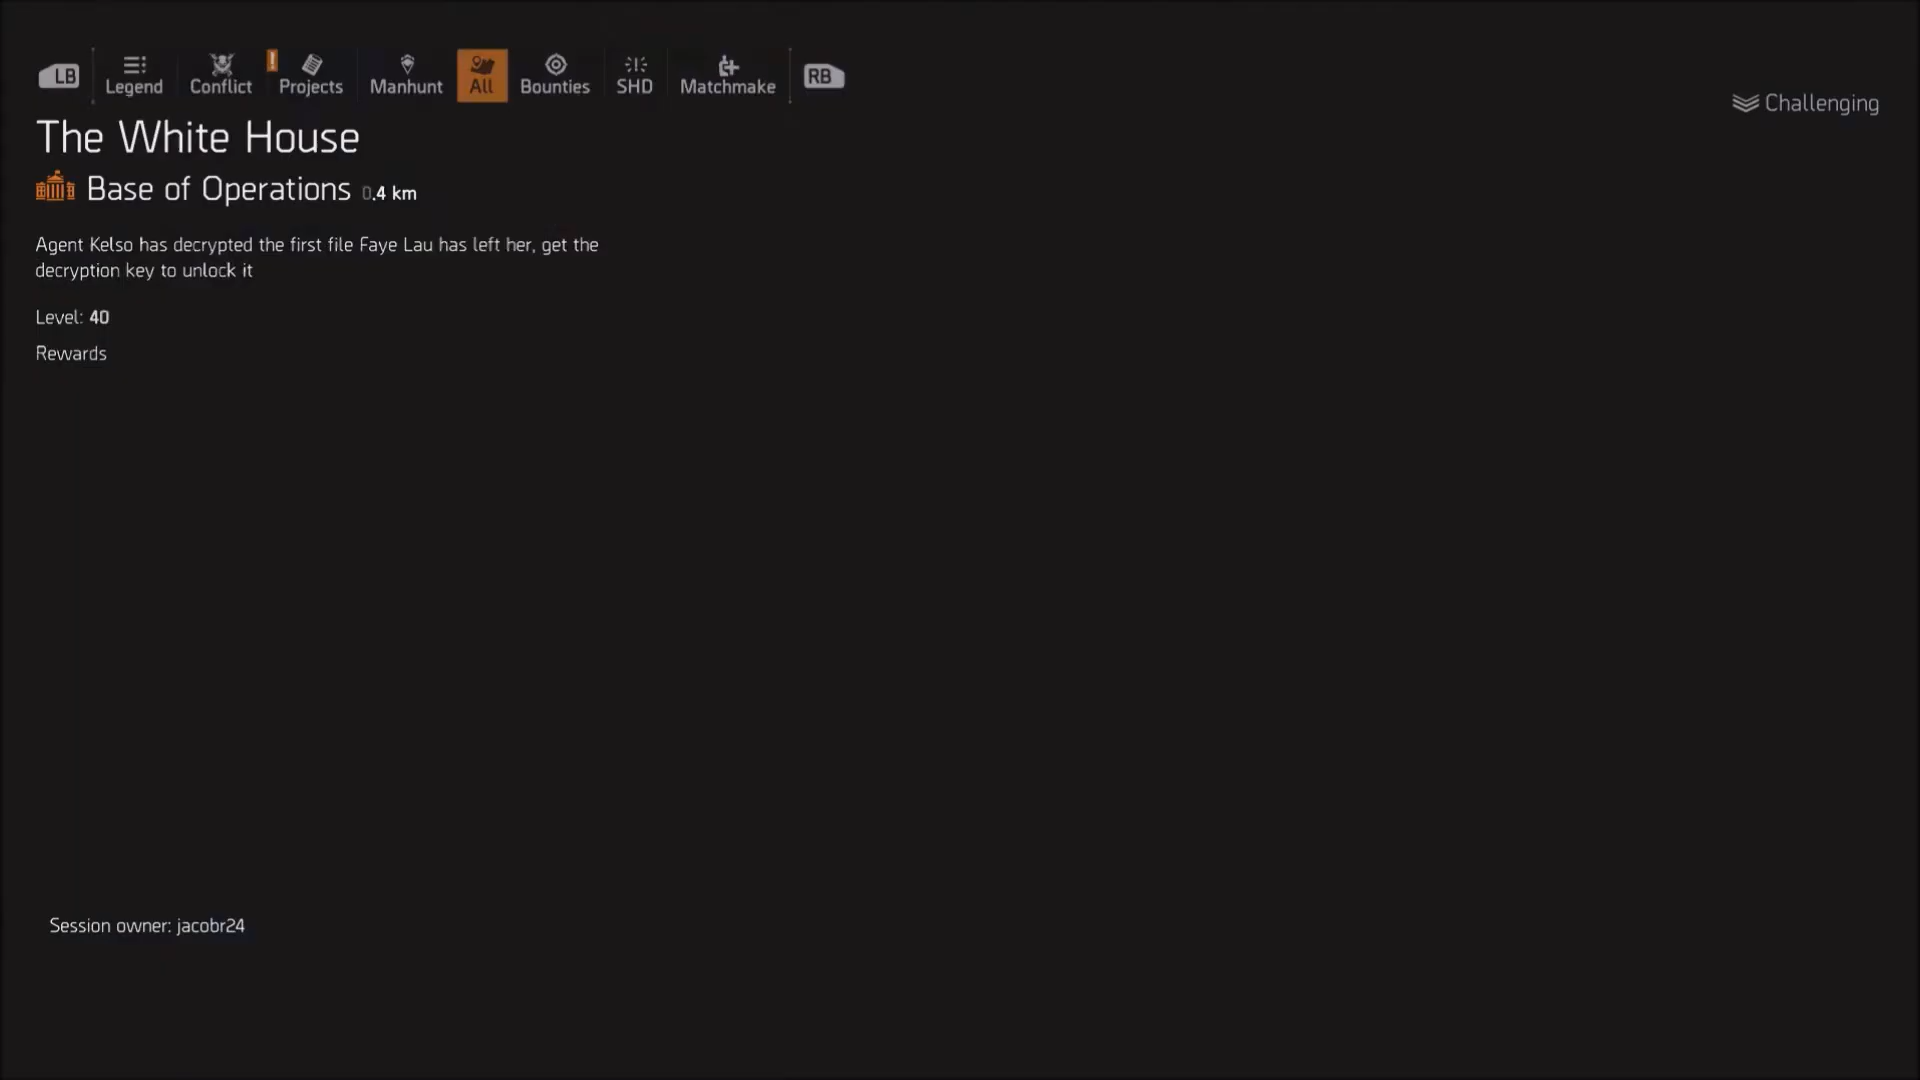 LB Legend Conflict ! Projects Manhunt All Bounties SHD Matchmake RB
Challenging
The White House
Base of Operations 0.4 km
Agent Kelso has decrypted the first file Faye Lau has left her, get the
decryption key to unlock it
Level: 40
Rewards
Session owner: jacobr24